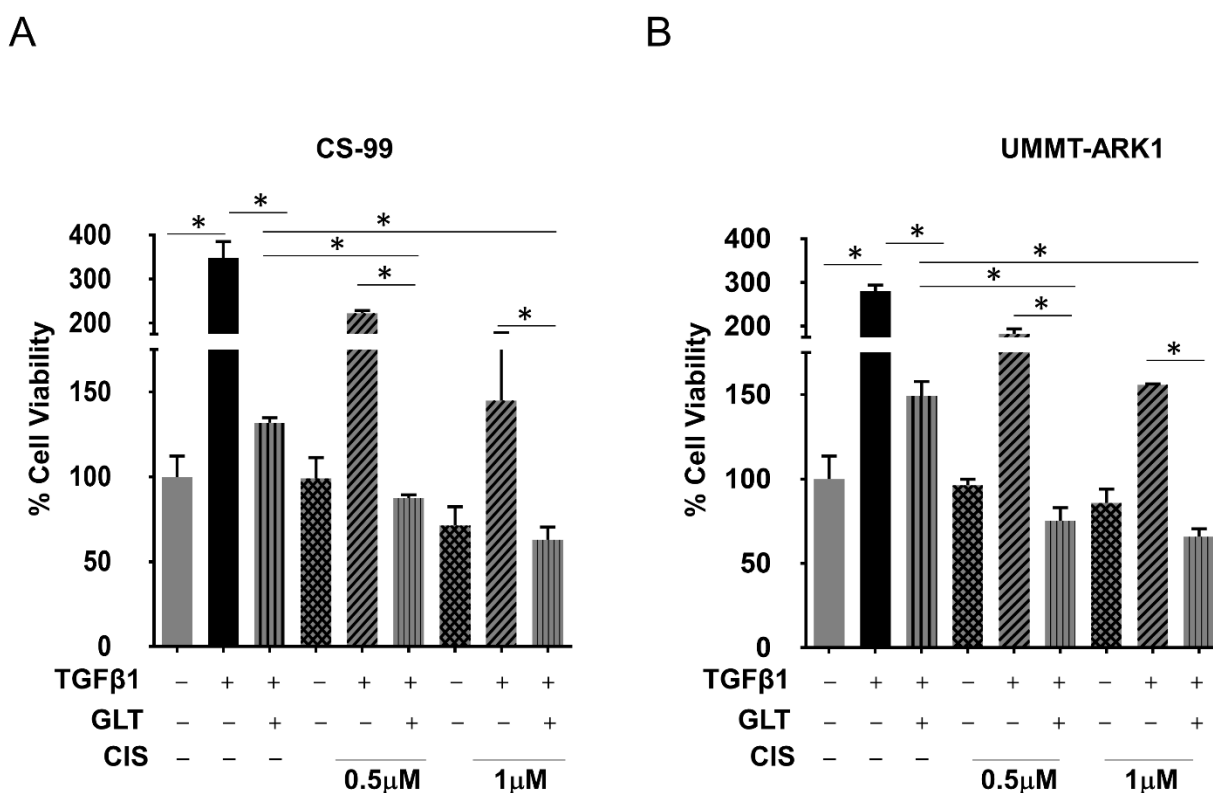 A
B
CS-99
UMMT-ARK1
% Cell Viability
400
300
200
150
100
50
0
* * * * * *
% Cell Viability
400
300
200
150
100
50
0
* * * * * *
TGFβ1 – + + – + + – + +
GLT – – + – – + – – +
CIS – – – 0.5μM 1μM
TGFβ1 – + + – + + – + +
GLT – – + – – + – – +
CIS – – – 0.5μM 1μM